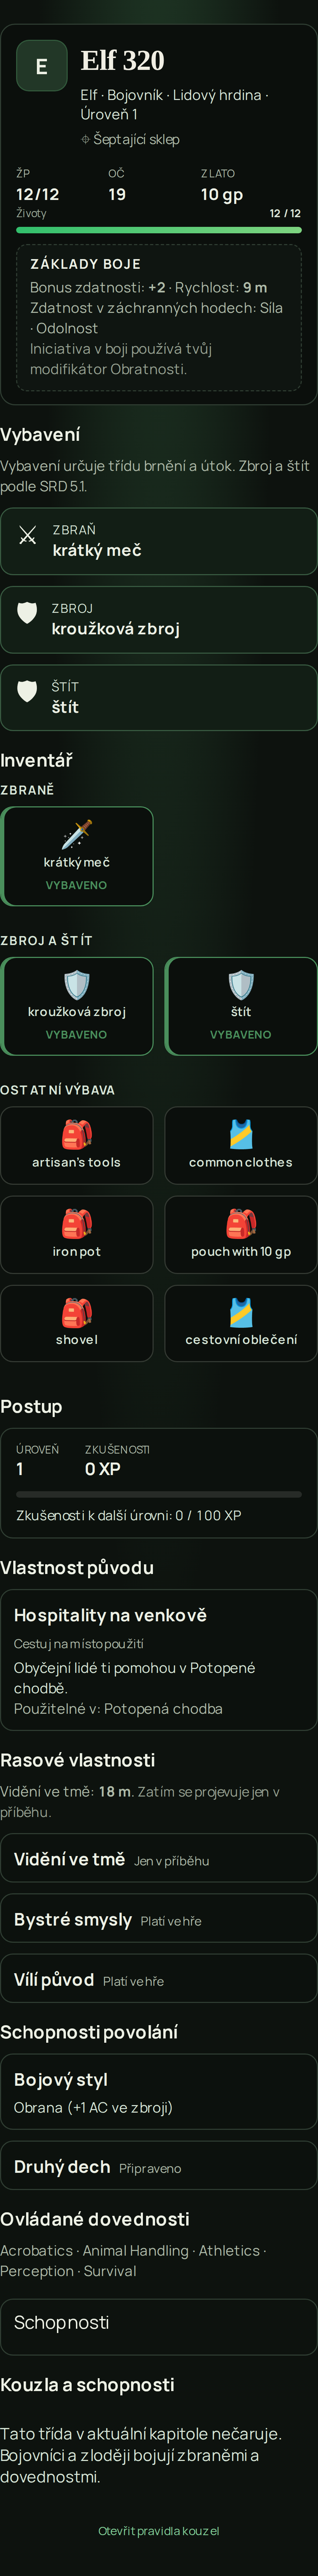 E
Elf 320
Elf · Bojovník · Lidový hrdina ·
Úroveň 1
Šeptající sklep
ŽP
OČ
ZLATO
12/12
19
10 gp
Životy
12 / 12
ZÁKLADY BOJE
Bonus zdatnosti: +2 · Rychlost: 9 m
Zdatnost v záchranných hodech: Síla
· Odolnost
Iniciativa v boji používá tvůj
modifikátor Obratnosti.
Vybavení
Vybavení určuje třídu brnění a útok. Zbroj a štít
podle SRD 5.1.
ZBRAŇ
krátký meč
ZBROJ
kroužková zbroj
ŠTÍT
štít
Inventář
ZBRANĚ
krátký meč
VYBAVENO
ZBROJ A ŠTÍT
kroužková zbroj
VYBAVENO
štít
VYBAVENO
OSTATNÍ VÝBAVA
artisan's tools
common clothes
iron pot
pouch with 10 gp
shovel
cestovní oblečení
Postup
ÚROVEŇ
ZKUŠENOSTI
1
0 XP
Zkušenosti k další úrovni: 0 / 100 XP
Vlastnost původu
Hospitality na venkově
Cestuj na místo použití
Obyčejní lidé ti pomohou v Potopené
chodbě.
Použitelné v: Potopená chodba
Rasové vlastnosti
Vidění ve tmě: 18 m. Zatím se projevuje jen v
příběhu.
Vidění ve tmě Jen v příběhu
Bystré smysly Platí ve hře
Vílí původ Platí ve hře
Schopnosti povolání
Bojový styl
Obrana (+1 AC ve zbroji)
Druhý dech Připraveno
Ovládané dovednosti
Acrobatics · Animal Handling · Athletics ·
Perception · Survival
Schopnosti
Kouzla a schopnosti
Tato třída v aktuální kapitole nečaruje.
Bojovníci a zloději bojují zbraněmi a
dovednostmi.
Otevřít pravidla kouzel